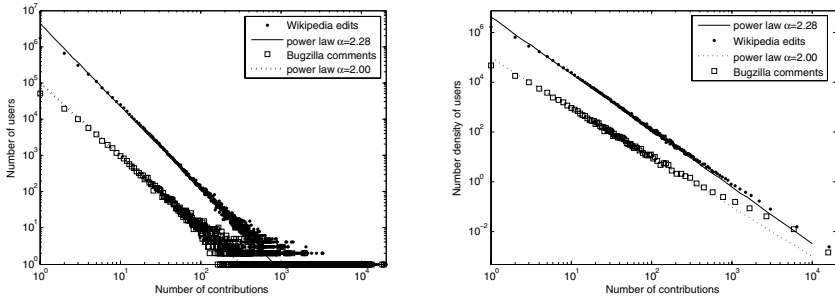 10^7
10^6
10^5
10^4
10^3
10^2
10^1
10^0
Number of users
Wikipedia edits
power law α=2.28
Bugzilla comments
power law α=2.00
10^0 10^1 10^2 10^3 10^4
Number of contributions
10^6
10^4
10^2
10^0
10^-2
Number density of users
power law α=2.28
Wikipedia edits
power law α=2.00
Bugzilla comments
10^0 10^1 10^2 10^3 10^4
Number of contributions